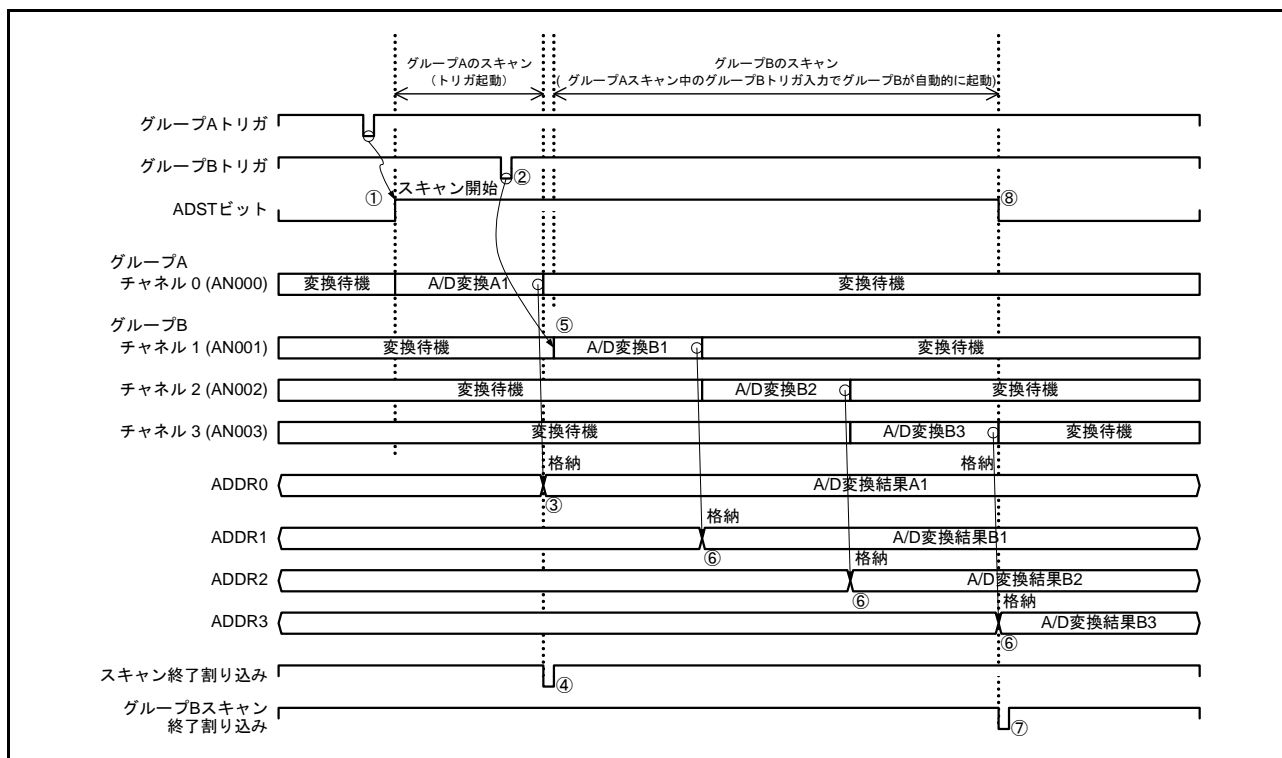 グループAのスキャン
(トリガ起動)
グループBのスキャン
( グループAスキャン中のグループBトリガ入力でグループBが自動的に起動)
グループAトリガ
グループBトリガ
②
①
スキャン開始
⑧
ADSTビット
グループA
チャネル 0 (AN000)
変換待機
A/D変換A1
変換待機
グループB
⑤
チャネル 1 (AN001)
変換待機
A/D変換B1
変換待機
チャネル 2 (AN002)
変換待機
A/D変換B2
変換待機
チャネル 3 (AN003)
変換待機
A/D変換B3
変換待機
格納
格納
ADDR0
A/D変換結果A1
③
格納
ADDR1
A/D変換結果B1
⑥
格納
ADDR2
A/D変換結果B2
⑥
格納
ADDR3
A/D変換結果B3
⑥
スキャン終了割り込み
④
グループBスキャン
終了割り込み
⑦